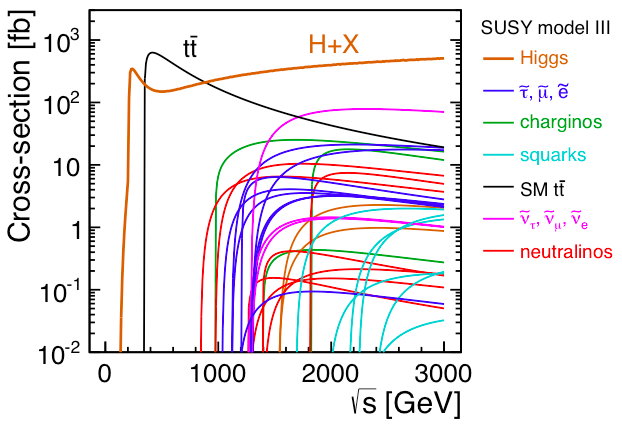 SUSY model III
Higgs
τ̃, μ̃, ẽ
charginos
squarks
SM tt̄
ν̃τ, ν̃μ, ν̃e
neutralinos
tt̄
H+X
Cross-section [fb]
10³
10²
10
1
10⁻¹
10⁻²
0 1000 2000 3000
√s [GeV]